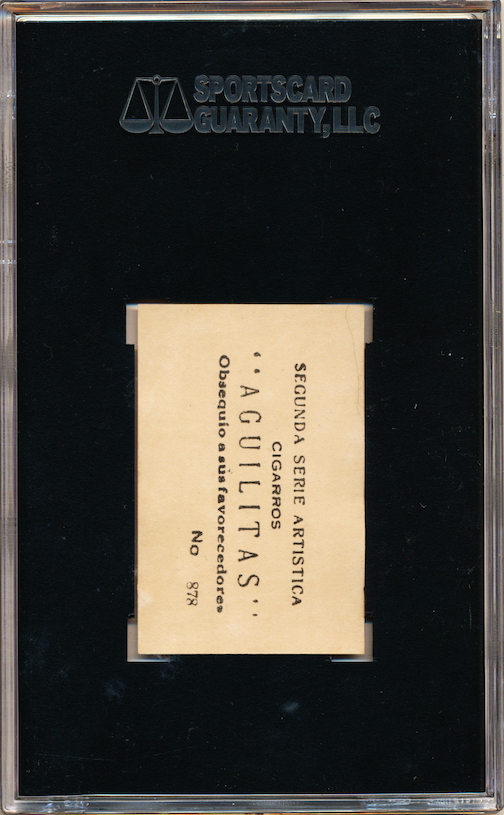 SPORTSCARD
GUARANTY, LLC
SEGUNDA SERIE ARTISTICA
CIGARROS
‘‘AGUILITAS’’
Obsequio a sus favorecedores
No 878